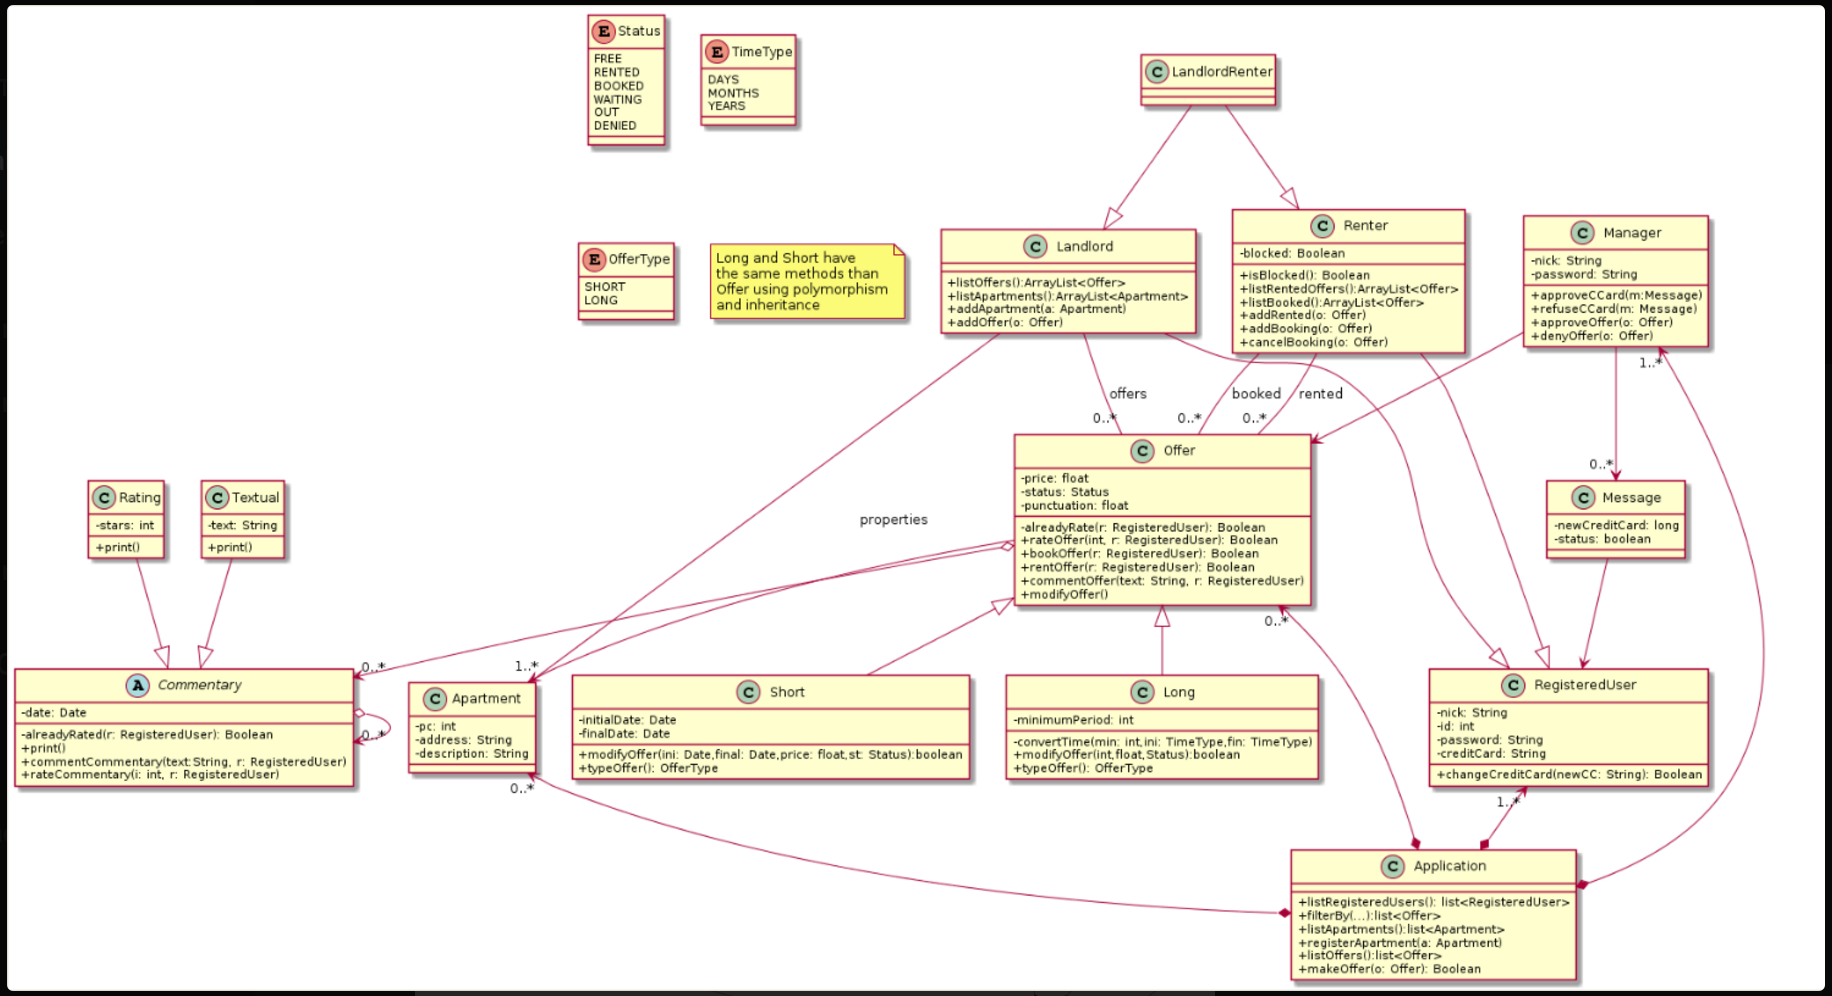 E Status
FREE
RENTED
BOOKED
WAITING
OUT
DENIED
E TimeType
DAYS
MONTHS
YEARS
C LandlordRenter
E OfferType
SHORT
LONG
Long and Short have
the same methods than
Offer using polymorphism
and inheritance
C Landlord
+listOffers():ArrayList<Offer>
+listApartments():ArrayList<Apartment>
+addApartment(a: Apartment)
+addOffer(o: Offer)
C Renter
-blocked: Boolean
+isBlocked(): Boolean
+listRentedOffers():ArrayList<Offer>
+listBooked():ArrayList<Offer>
+addRented(o: Offer)
+addBooking(o: Offer)
+cancelBooking(o: Offer)
C Manager
-nick: String
-password: String
+approveCCard(m:Message)
+refuseCCard(m: Message)
+approveOffer(o: Offer)
+denyOffer(o: Offer)
1..*
offers
booked
rented
0..*
0..*
0..*
0..*
C Rating
-stars: int
+print()
C Textual
-text: String
+print()
properties
C Offer
-price: float
-status: Status
-punctuation: float
-alreadyRate(r: RegisteredUser): Boolean
+rateOffer(int, r: RegisteredUser): Boolean
+bookOffer(r: RegisteredUser): Boolean
+rentOffer(r: RegisteredUser): Boolean
+commentOffer(text: String, r: RegisteredUser)
+modifyOffer()
C Message
-newCreditCard: long
-status: boolean
0..*
0..*
1..*
A Commentary
-date: Date
-alreadyRated(r: RegisteredUser): Boolean
+print()
+commentCommentary(text:String, r: RegisteredUser)
+rateCommentary(i: int, r: RegisteredUser)
0..*
C Apartment
-pc: int
-address: String
-description: String
0..*
C Short
-initialDate: Date
-finalDate: Date
+modifyOffer(ini: Date,final: Date,price: float,st: Status):boolean
+typeOffer(): OfferType
C Long
-minimumPeriod: int
-convertTime(min: int,ini: TimeType,fin: TimeType)
+modifyOffer(int,float,Status):boolean
+typeOffer(): OfferType
C RegisteredUser
-nick: String
-id: int
-password: String
-creditCard: String
+changeCreditCard(newCC: String): Boolean
1..*
C Application
+listRegisteredUsers(): list<RegisteredUser>
+filterBy(...):list<Offer>
+listApartments():list<Apartment>
+registerApartment(a: Apartment)
+listOffers():list<Offer>
+makeOffer(o: Offer): Boolean